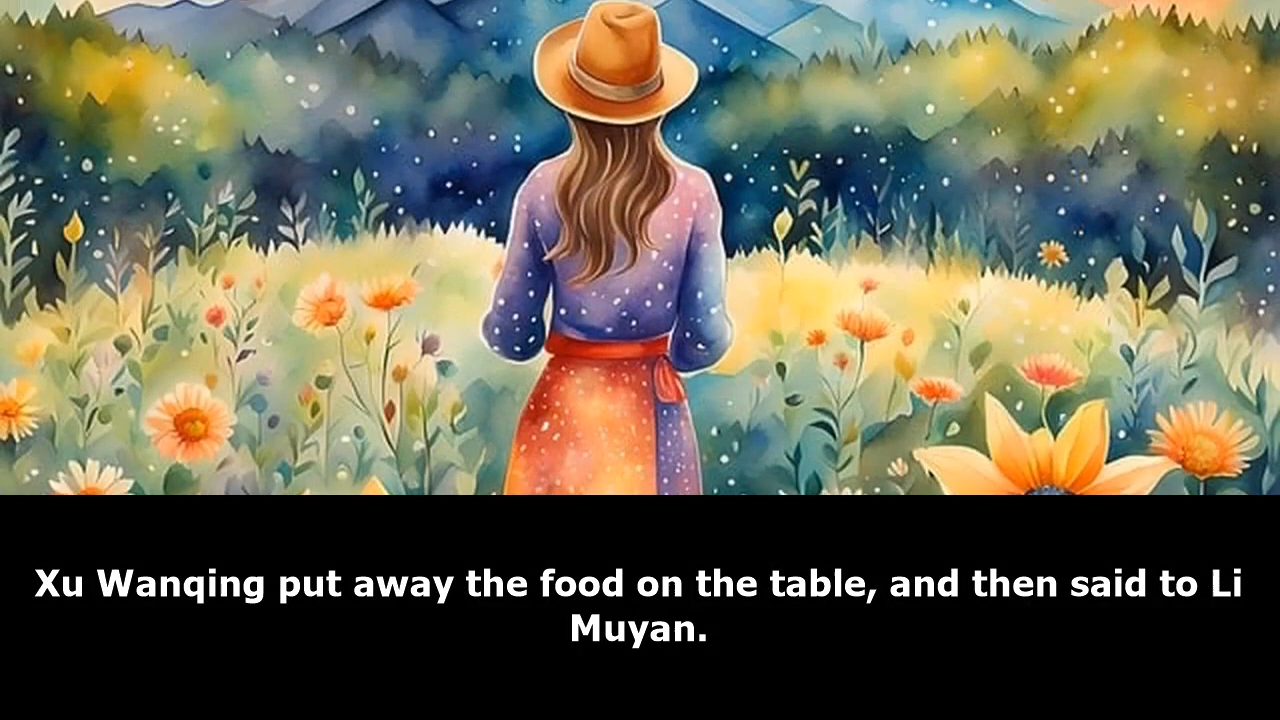 Xu Wanqing put away the food on the table, and then said to Li
Muyan.